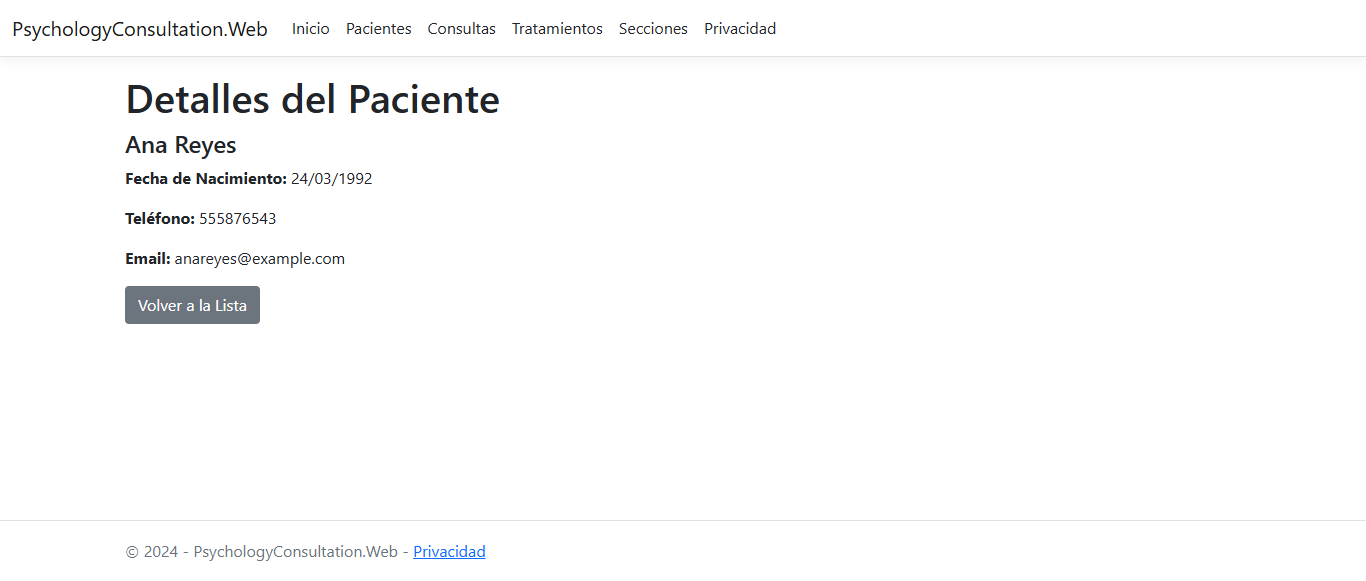 PsychologyConsultation.Web Inicio Pacientes Consultas Tratamientos Secciones Privacidad
Detalles del Paciente
Ana Reyes
Fecha de Nacimiento: 24/03/1992
Teléfono: 555876543
Email: anareyes@example.com
Volver a la Lista
© 2024 - PsychologyConsultation.Web - Privacidad